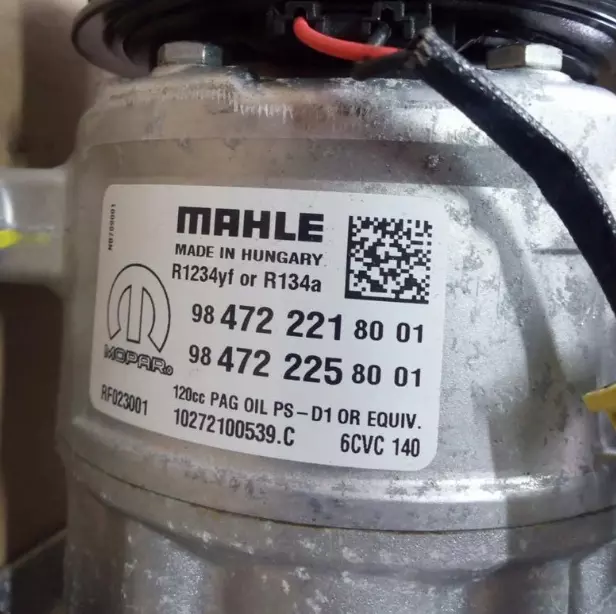 MAHLE
MADE IN HUNGARY
R1234yf or R134a
98 472 221 80 01
98 472 225 80 01
MOPAR®
RF023001
120cc PAG OIL PS-D1 OR EQUIV.
10272100539.C 6CVC 140